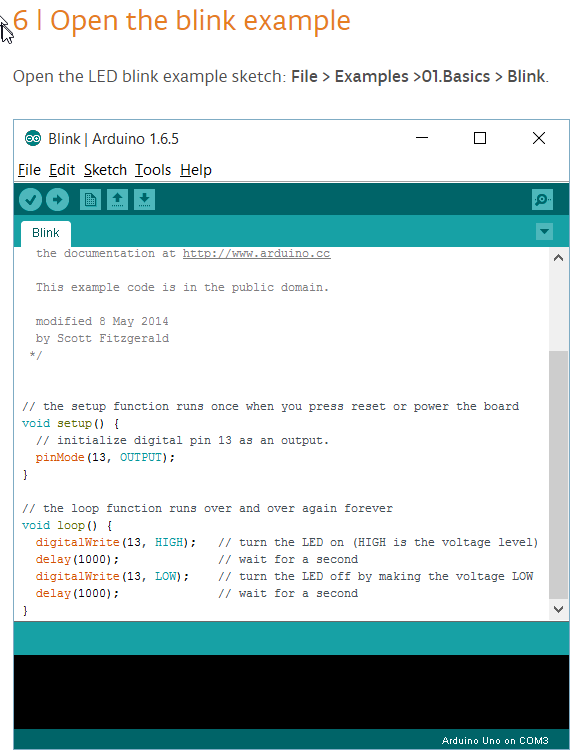 6 | Open the blink example
Open the LED blink example sketch: File > Examples >01.Basics > Blink.
Blink | Arduino 1.6.5
File Edit Sketch Tools Help
Blink
the documentation at http://www.arduino.cc
This example code is in the public domain.
modified 8 May 2014
by Scott Fitzgerald
*/
// the setup function runs once when you press reset or power the board
void setup() {
// initialize digital pin 13 as an output.
pinMode(13, OUTPUT);
}
// the loop function runs over and over again forever
void loop() {
digitalWrite(13, HIGH);   // turn the LED on (HIGH is the voltage level)
delay(1000);              // wait for a second
digitalWrite(13, LOW);    // turn the LED off by making the voltage LOW
delay(1000);              // wait for a second
}
Arduino Uno on COM3